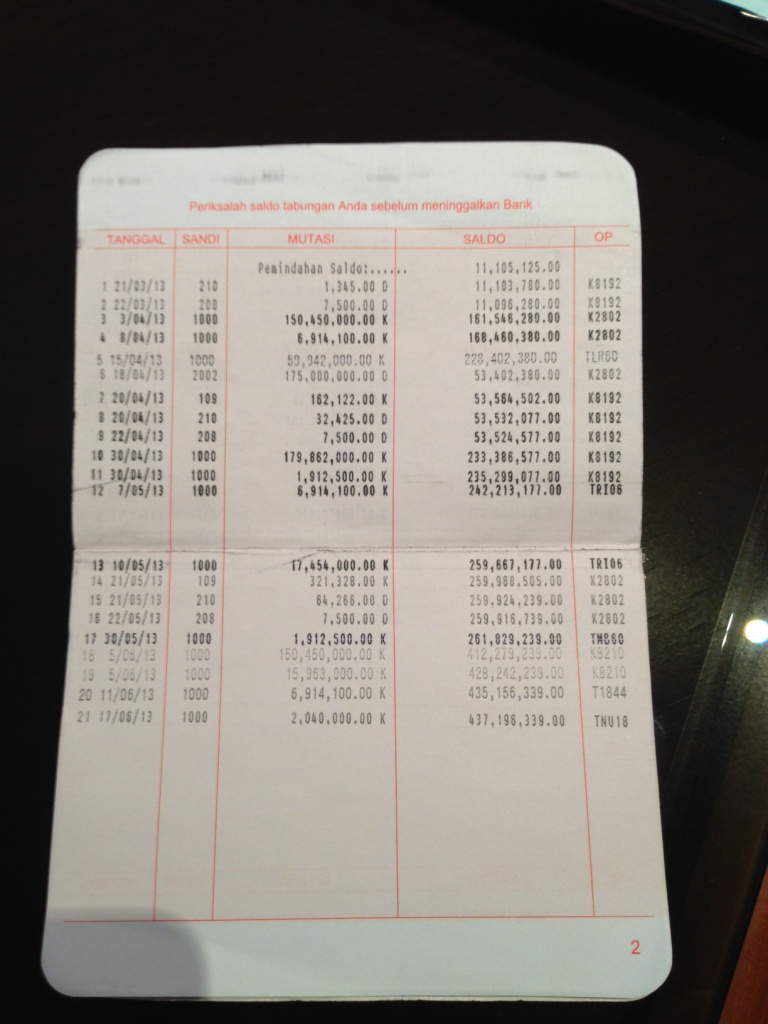 Periksalah saldo tabungan Anda sebelum meninggalkan Bank
TANGGAL SANDI MUTASI SALDO OP
Pemindahan Saldo:...... 11,105,125.00
1 21/03/13 210 1,345.00 D 11,103,780.00 K8192
2 22/03/13 208 7,500.00 D 11,096,280.00 K8192
3 3/04/13 1000 150,450,000.00 K 161,546,280.00 K2802
4 8/04/13 1000 6,914,100.00 K 168,460,380.00 K2802
5 15/04/13 1000 59,942,000.00 K 228,402,380.00 TLR60
6 18/04/13 2002 175,000,000.00 D 53,402,380.00 K2802
7 20/04/13 109 162,122.00 K 53,564,502.00 K8192
8 20/04/13 210 32,425.00 D 53,532,077.00 K8192
9 22/04/13 208 7,500.00 D 53,524,577.00 K8192
10 30/04/13 1000 179,862,000.00 K 233,386,577.00 K8192
11 30/04/13 1000 1,912,500.00 K 235,299,077.00 K8192
12 7/05/13 1000 6,914,100.00 K 242,213,177.00 TRI06
13 10/05/13 1000 17,454,000.00 K 259,667,177.00 TRI06
14 21/05/13 109 321,328.00 K 259,988,505.00 K2802
15 21/05/13 210 64,266.00 D 259,924,239.00 K2802
16 22/05/13 208 7,500.00 D 259,916,739.00 K2802
17 30/05/13 1000 1,912,500.00 K 261,829,239.00
18 5/06/13 1000 150,450,000.00 K 412,279,239.00 K8210
19 5/06/13 1000 15,963,000.00 K 428,242,239.00 K8210
20 11/06/13 1000 6,914,100.00 K 435,156,339.00 T1844
21 17/06/13 1000 2,040,000.00 K 437,196,339.00 TNU18
2